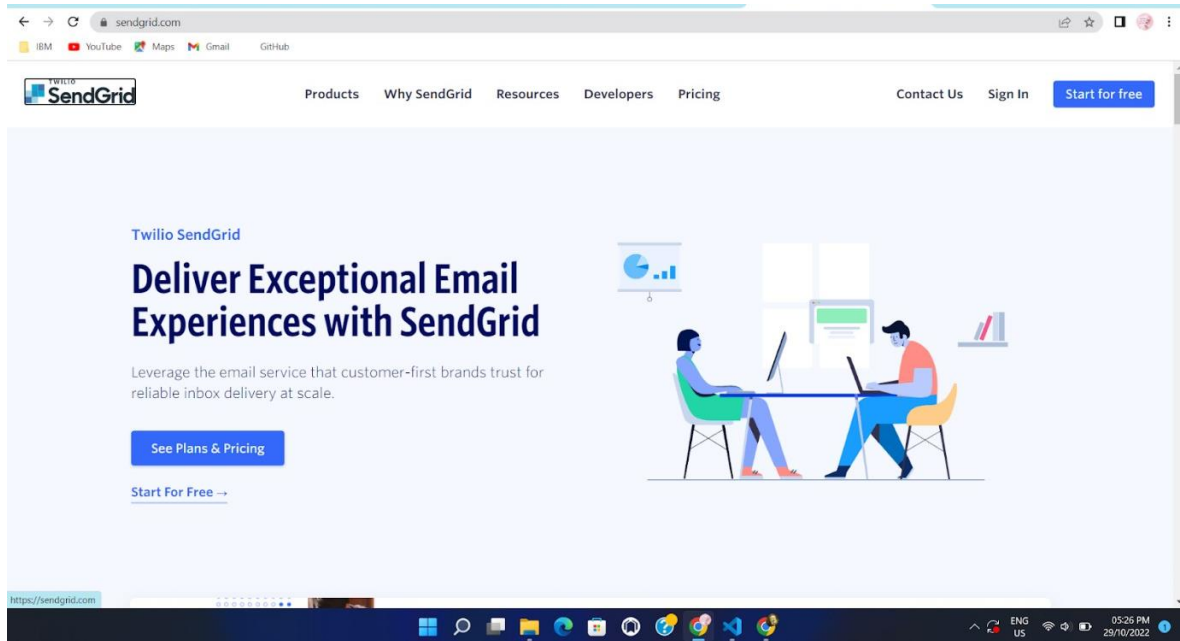 sendgrid.com
IBM YouTube Maps Gmail GitHub
TWILIO
SendGrid
Products Why SendGrid Resources Developers Pricing Contact Us Sign In Start for free
Twilio SendGrid
Deliver Exceptional Email
Experiences with SendGrid
Leverage the email service that customer-first brands trust for
reliable inbox delivery at scale.
See Plans & Pricing
Start For Free →
https://sendgrid.com
ENG
US
05:26 PM
29/10/2022
1